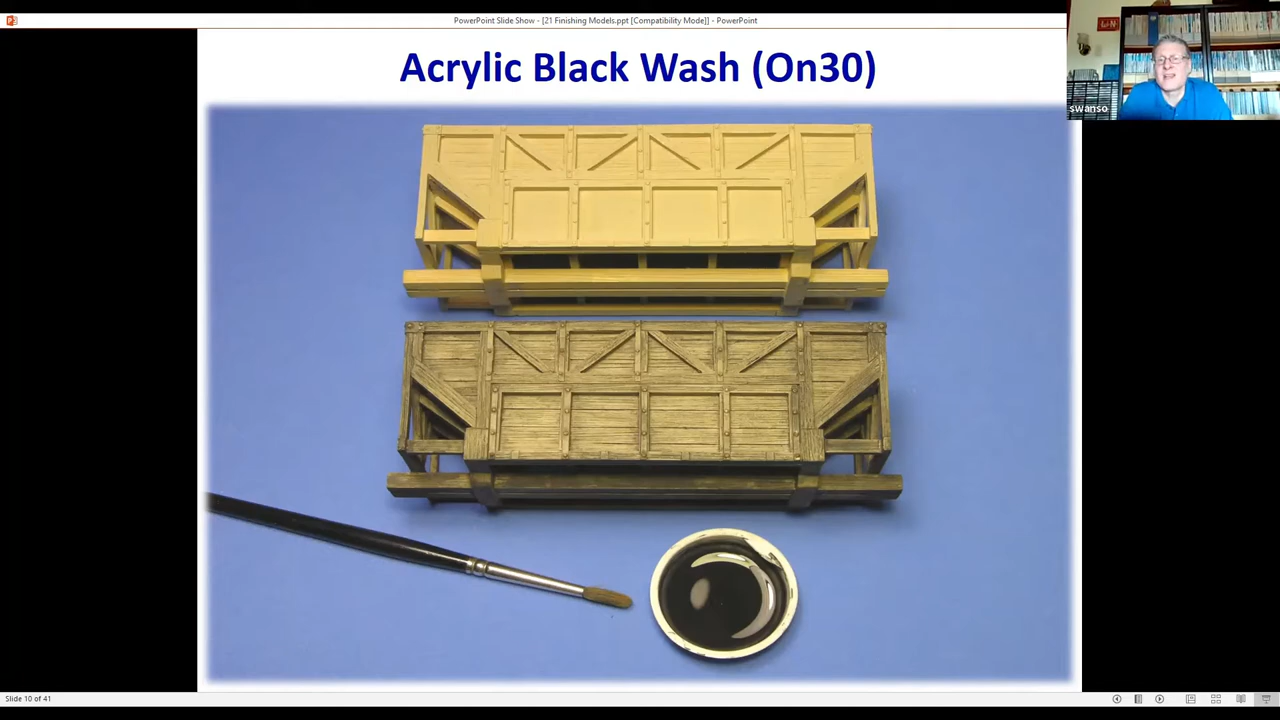 PowerPoint Slide Show - [21 Finishing Models.ppt [Compatibility Mode]] - PowerPoint
Acrylic Black Wash (On30)
swanso
Slide 10 of 41